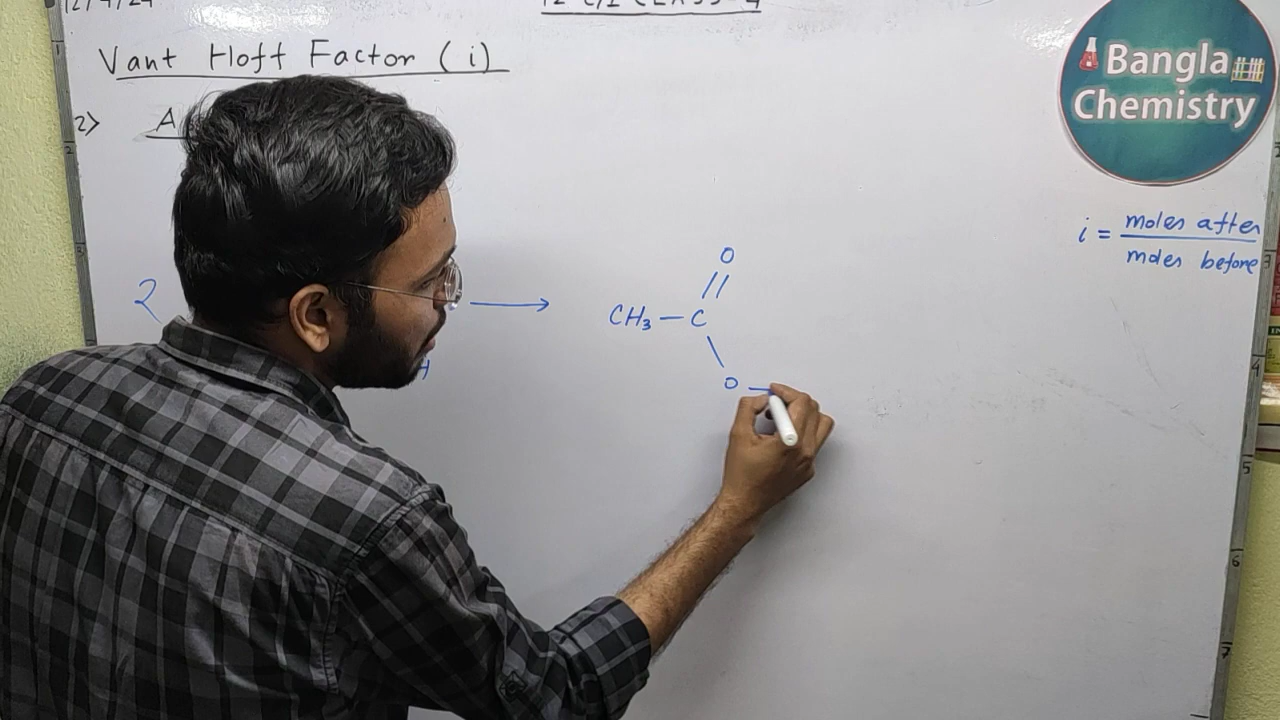 Vant Hoff Factor (i)
Bangla
Chemistry
2>
i = moles after
moles before
O
2
CH₃ — C
O —
H